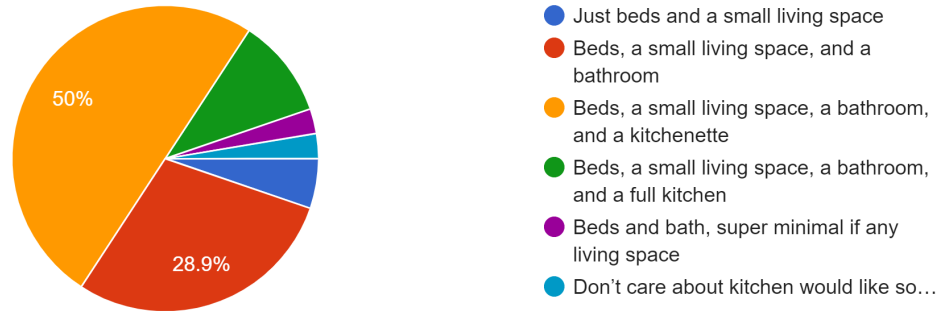 50%
28.9%
Just beds and a small living space
Beds, a small living space, and a
bathroom
Beds, a small living space, a bathroom,
and a kitchenette
Beds, a small living space, a bathroom,
and a full kitchen
Beds and bath, super minimal if any
living space
Don’t care about kitchen would like so…